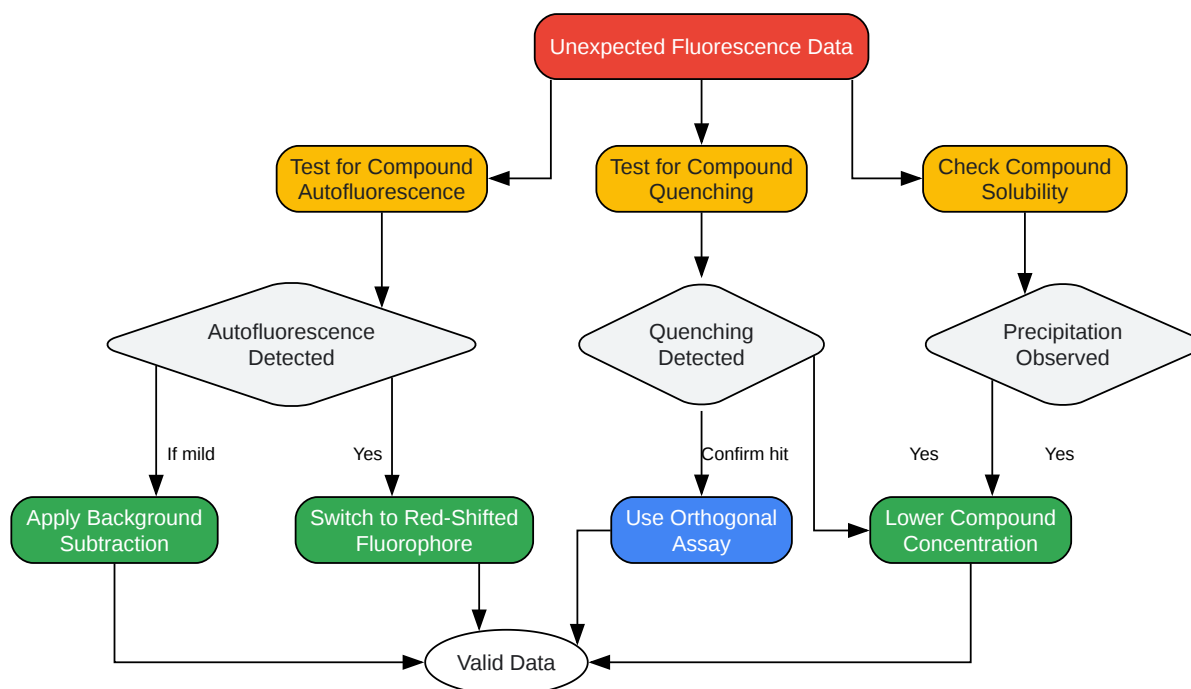 Unexpected Fluorescence Data
Test for Compound
Autofluorescence
Test for Compound
Quenching
Check Compound
Solubility
Autofluorescence
Detected
Quenching
Detected
Precipitation
Observed
If mild
Yes
Confirm hit
Yes
Yes
Apply Background
Subtraction
Switch to Red-Shifted
Fluorophore
Use Orthogonal
Assay
Lower Compound
Concentration
Valid Data